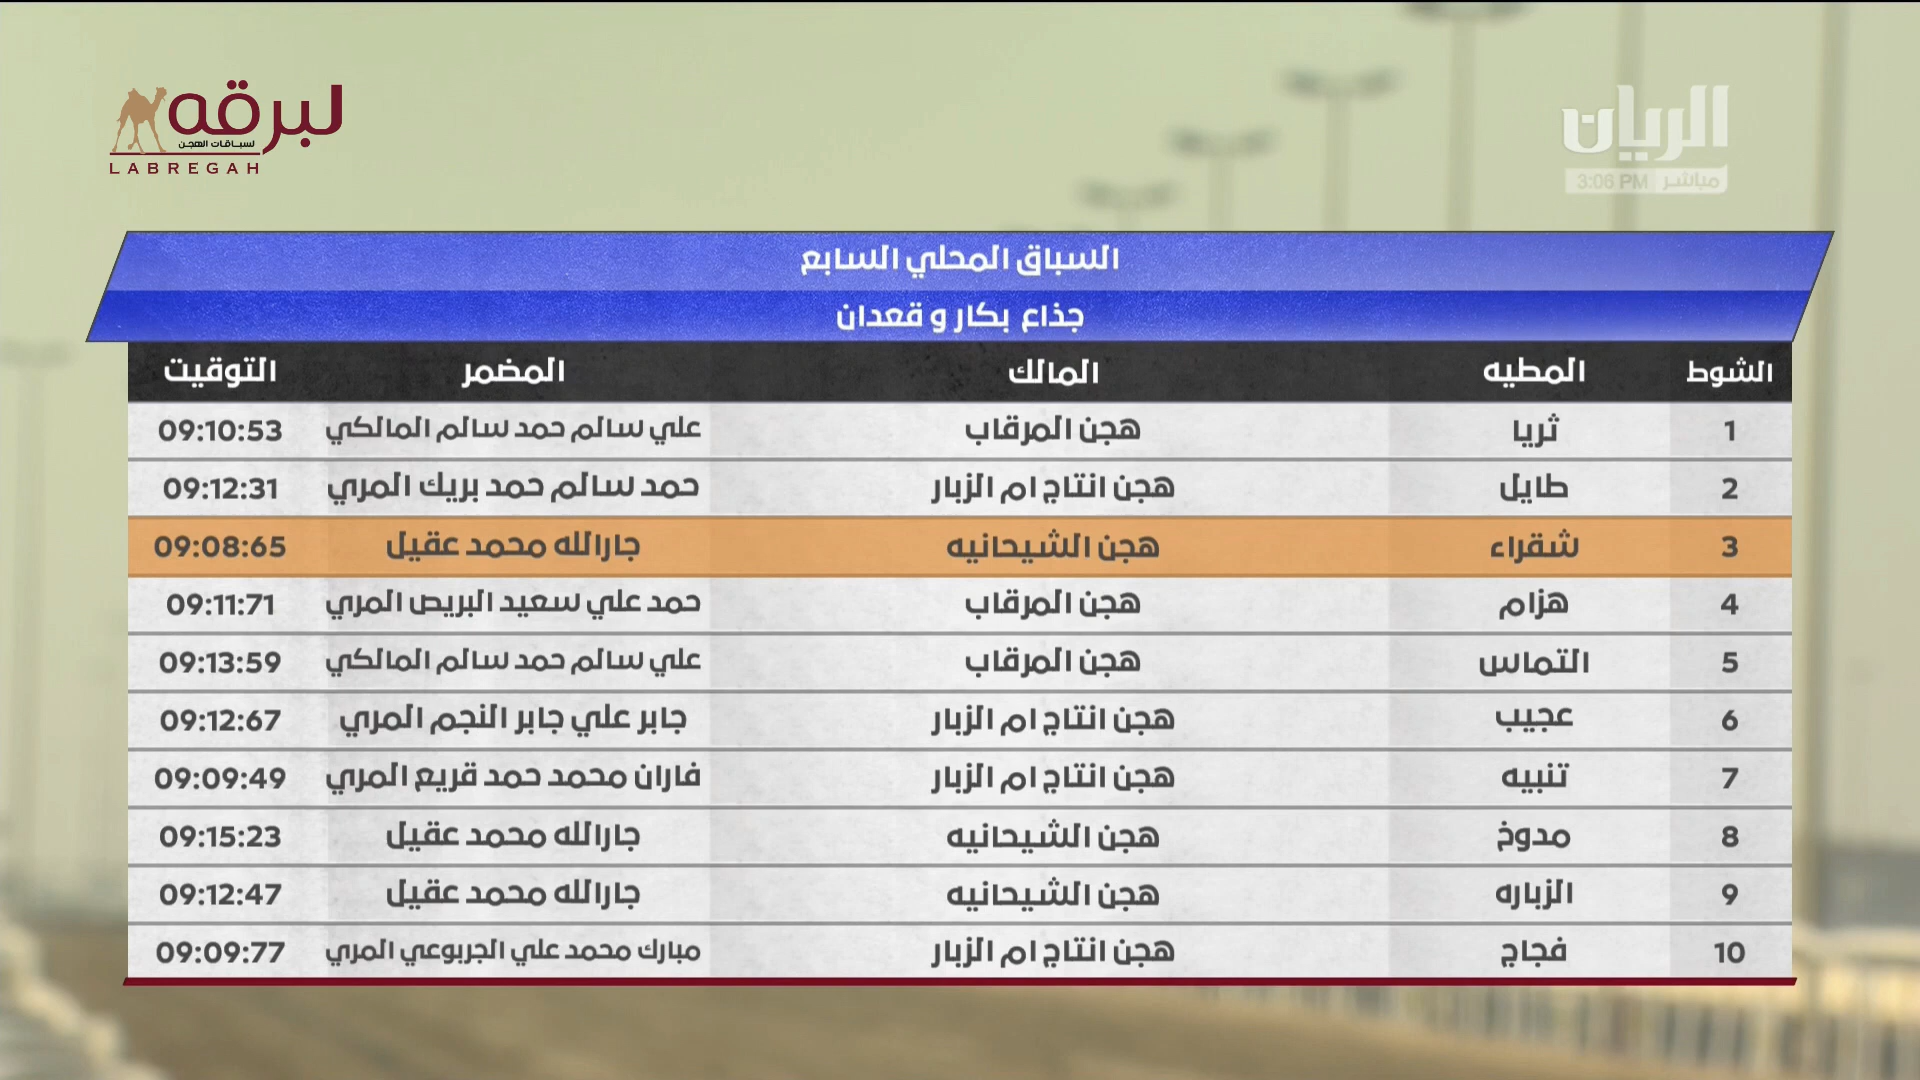 لبرقه
لسباقات الهجن
LABREGAH
الريان
مباشر 3:06 PM
السباق المحلي السابع
جذاع بكار و قعدان
الشوط المطيه المالك المضمر التوقيت
1 ثريا هجن المرقاب علي سالم حمد سالم المالكي 09:10:53
2 طايل هجن انتاج ام الزبار حمد سالم حمد بريك المري 09:12:31
3 شقراء هجن الشيحانيه جارالله محمد عقيل 09:08:65
4 هزام هجن المرقاب حمد علي سعيد البريص المري 09:11:71
5 التماس هجن المرقاب علي سالم حمد سالم المالكي 09:13:59
6 عجيب هجن انتاج ام الزبار جابر علي جابر النجم المري 09:12:67
7 تنبيه هجن انتاج ام الزبار فاران محمد حمد قريع المري 09:09:49
8 مدوخ هجن الشيحانيه جارالله محمد عقيل 09:15:23
9 الزباره هجن الشيحانيه جارالله محمد عقيل 09:12:47
10 فجاج هجن انتاج ام الزبار مبارك محمد علي الجربوعي المري 09:09:77